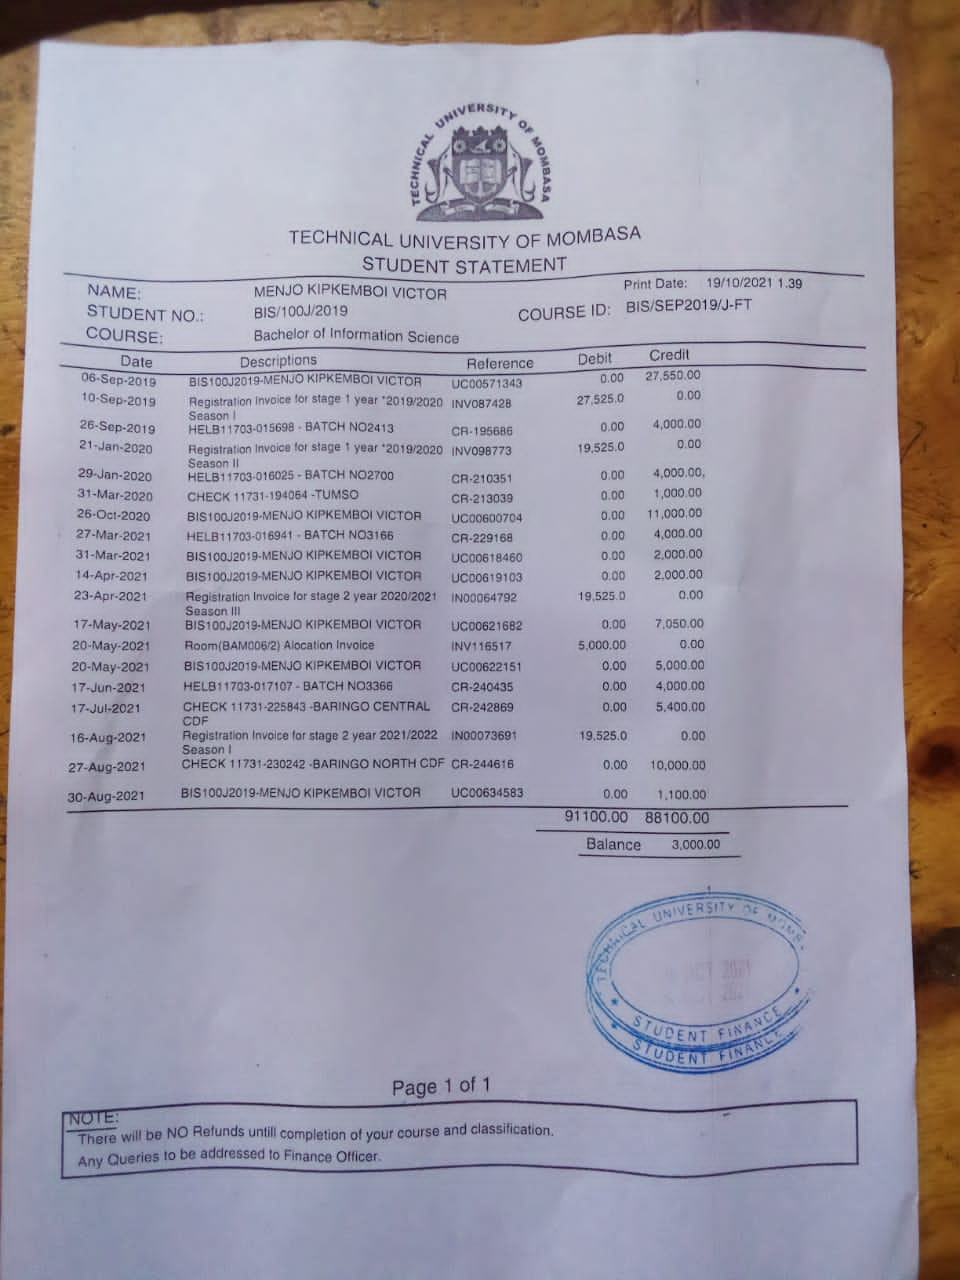 TECHNICAL UNIVERSITY OF MOMBASA
TECHNICAL UNIVERSITY OF MOMBASA
STUDENT STATEMENT
Print Date: 19/10/2021 1.39
NAME: MENJO KIPKEMBOI VICTOR
STUDENT NO.: BIS/100J/2019 COURSE ID: BIS/SEP2019/J-FT
COURSE: Bachelor of Information Science
Date Descriptions Reference Debit Credit
06-Sep-2019 BIS100J2019-MENJO KIPKEMBOI VICTOR UC00571343 0.00 27,550.00
10-Sep-2019 Registration Invoice for stage 1 year "2019/2020 INV087428 27,525.0 0.00
Season I
26-Sep-2019 HELB11703-015698 - BATCH NO2413 CR-195686 0.00 4,000.00
21-Jan-2020 Registration Invoice for stage 1 year "2019/2020 INV098773 19,525.0 0.00
Season II
29-Jan-2020 HELB11703-016025 - BATCH NO2700 CR-210351 0.00 4,000.00,
31-Mar-2020 CHECK 11731-194064 -TUMSO CR-213039 0.00 1,000.00
26-Oct-2020 BIS100J2019-MENJO KIPKEMBOI VICTOR UC00600704 0.00 11,000.00
27-Mar-2021 HELB11703-016941 - BATCH NO3166 CR-229168 0.00 4,000.00
31-Mar-2021 BIS100J2019-MENJO KIPKEMBOI VICTOR UC00618460 0.00 2,000.00
14-Apr-2021 BIS100J2019-MENJO KIPKEMBOI VICTOR UC00619103 0.00 2,000.00
23-Apr-2021 Registration Invoice for stage 2 year 2020/2021 IN00064792 19,525.0 0.00
Season III
17-May-2021 BIS100J2019-MENJO KIPKEMBOI VICTOR UC00621682 0.00 7,050.00
20-May-2021 Room(BAM006/2) Alocation Invoice INV116517 5,000.00 0.00
20-May-2021 BIS100J2019-MENJO KIPKEMBOI VICTOR UC00622151 0.00 5,000.00
17-Jun-2021 HELB11703-017107 - BATCH NO3366 CR-240435 0.00 4,000.00
17-Jul-2021 CHECK 11731-225843 -BARINGO CENTRAL CR-242869 0.00 5,400.00
CDF
16-Aug-2021 Registration Invoice for stage 2 year 2021/2022 IN00073691 19,525.0 0.00
Season I
27-Aug-2021 CHECK 11731-230242 -BARINGO NORTH CDF CR-244616 0.00 10,000.00
30-Aug-2021 BIS100J2019-MENJO KIPKEMBOI VICTOR UC00634583 0.00 1,100.00
91100.00 88100.00
Balance 3,000.00
TECHNICAL UNIVERSITY OF
OCT 2021
STUDENT FINANCE
STUDENT FINANCE
Page 1 of 1
NOTE:
There will be NO Refunds untill completion of your course and classification.
Any Queries to be addressed to Finance Officer.